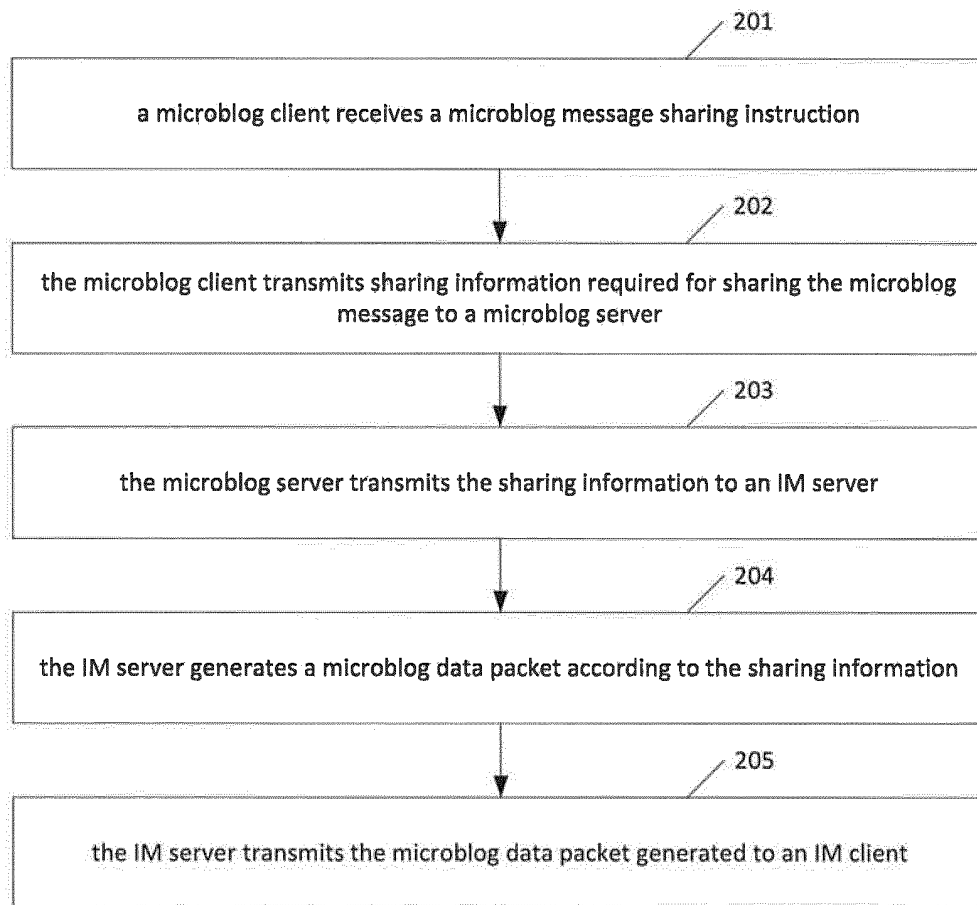 201
a microblog client receives a microblog message sharing instruction
202
the microblog client transmits sharing information required for sharing the microblog
message to a microblog server
203
the microblog server transmits the sharing information to an IM server
204
the IM server generates a microblog data packet according to the sharing information
205
the IM server transmits the microblog data packet generated to an IM client